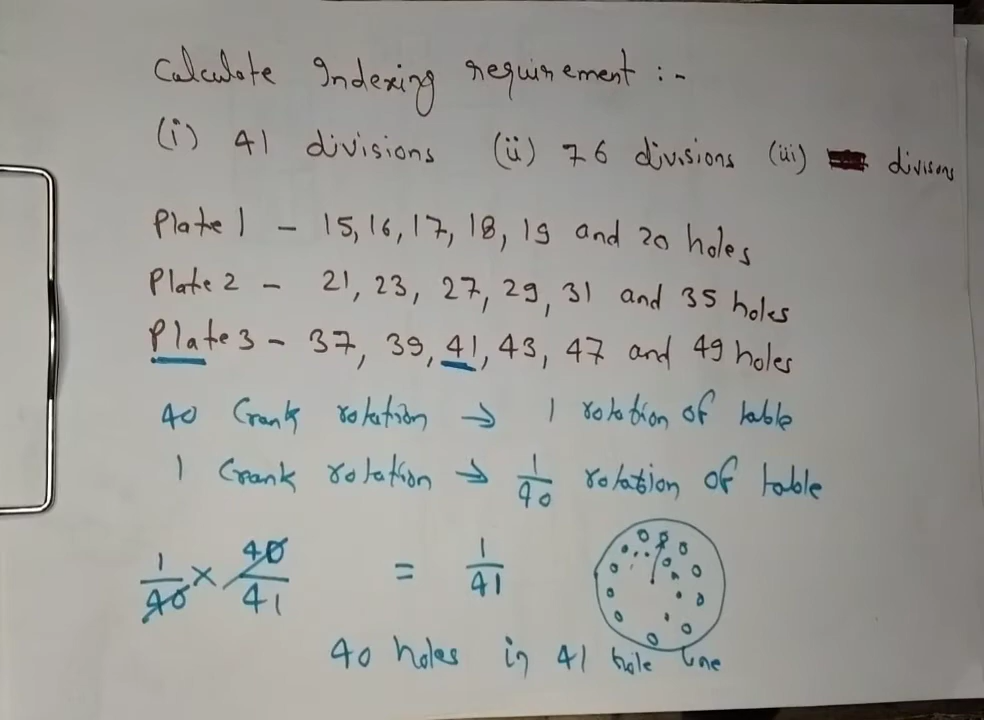 Calculate Indexing requirement :-
(i) 41 divisions (ii) 76 divisions (iii) divisons
Plate 1 - 15, 16, 17, 18, 19 and 20 holes
Plate 2 - 21, 23, 27, 29, 31 and 35 holes
Plate 3 - 37, 39, 41, 43, 47 and 49 holes
40 Crank rotation → 1 rotation of table
1 Crank rotation → 1/40 rotation of table
1/40 × 40/41 = 1/41
40 holes in 41 hole line